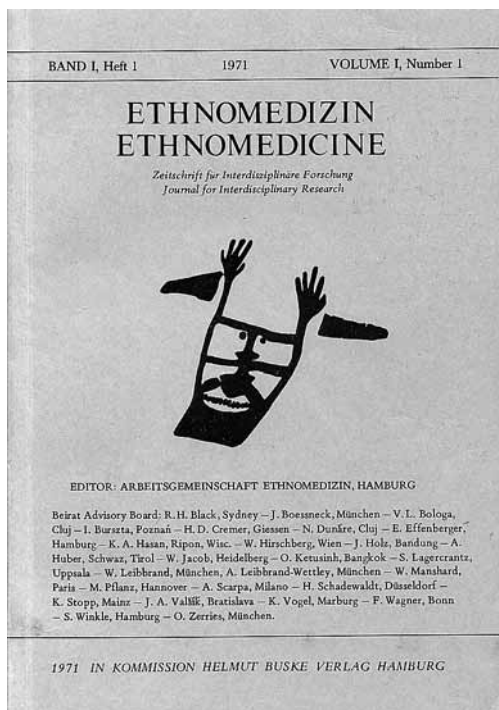 BAND I, Heft 1 1971 VOLUME I, Number 1
ETHNOMEDIZIN
ETHNOMEDICINE
Zeitschrift für Interdisziplinäre Forschung
Journal for Interdisciplinary Research
EDITOR: ARBEITSGEMEINSCHAFT ETHNOMEDIZIN, HAMBURG
Beirat Advisory Board: R. H. Black, Sydney – J. Boessneck, München – V. L. Bologa,
Cluj – I. Burszta, Poznań – H. D. Cremer, Giessen – N. Dunăre, Cluj – E. Effenberger,
Hamburg – K. A. Hasan, Ripon, Wisc. – W. Hirschberg, Wien – J. Holz, Bandung – A.
Huber, Schwaz, Tirol – W. Jacob, Heidelberg – O. Ketusinh, Bangkok – S. Lagercrantz,
Uppsala – W. Leibbrand, München, A. Leibbrand-Wettley, München – W. Manshard,
Paris – M. Pflanz, Hannover – A. Scarpa, Milano – H. Schadewaldt, Düsseldorf –
K. Stopp, Mainz – J. A. Valšík, Bratislava – K. Vogel, Marburg – F. Wagner, Bonn
– S. Winkle, Hamburg – O. Zerries, München.
1971 IN KOMMISSION HELMUT BUSKE VERLAG HAMBURG